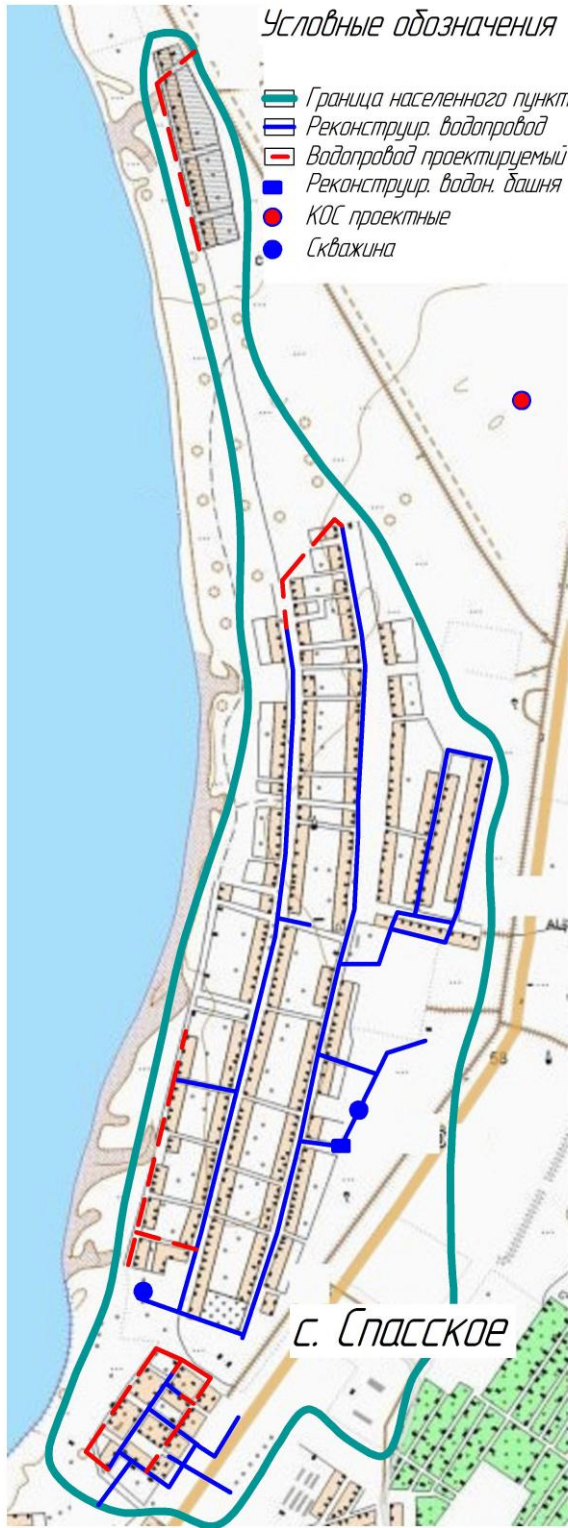 Условные обозначения
Граница населенного пункт
Реконструир. водопровод
Водопровод проектируемый
Реконструир. водон. башня
КОС проектные
Скважина
с. Спасское